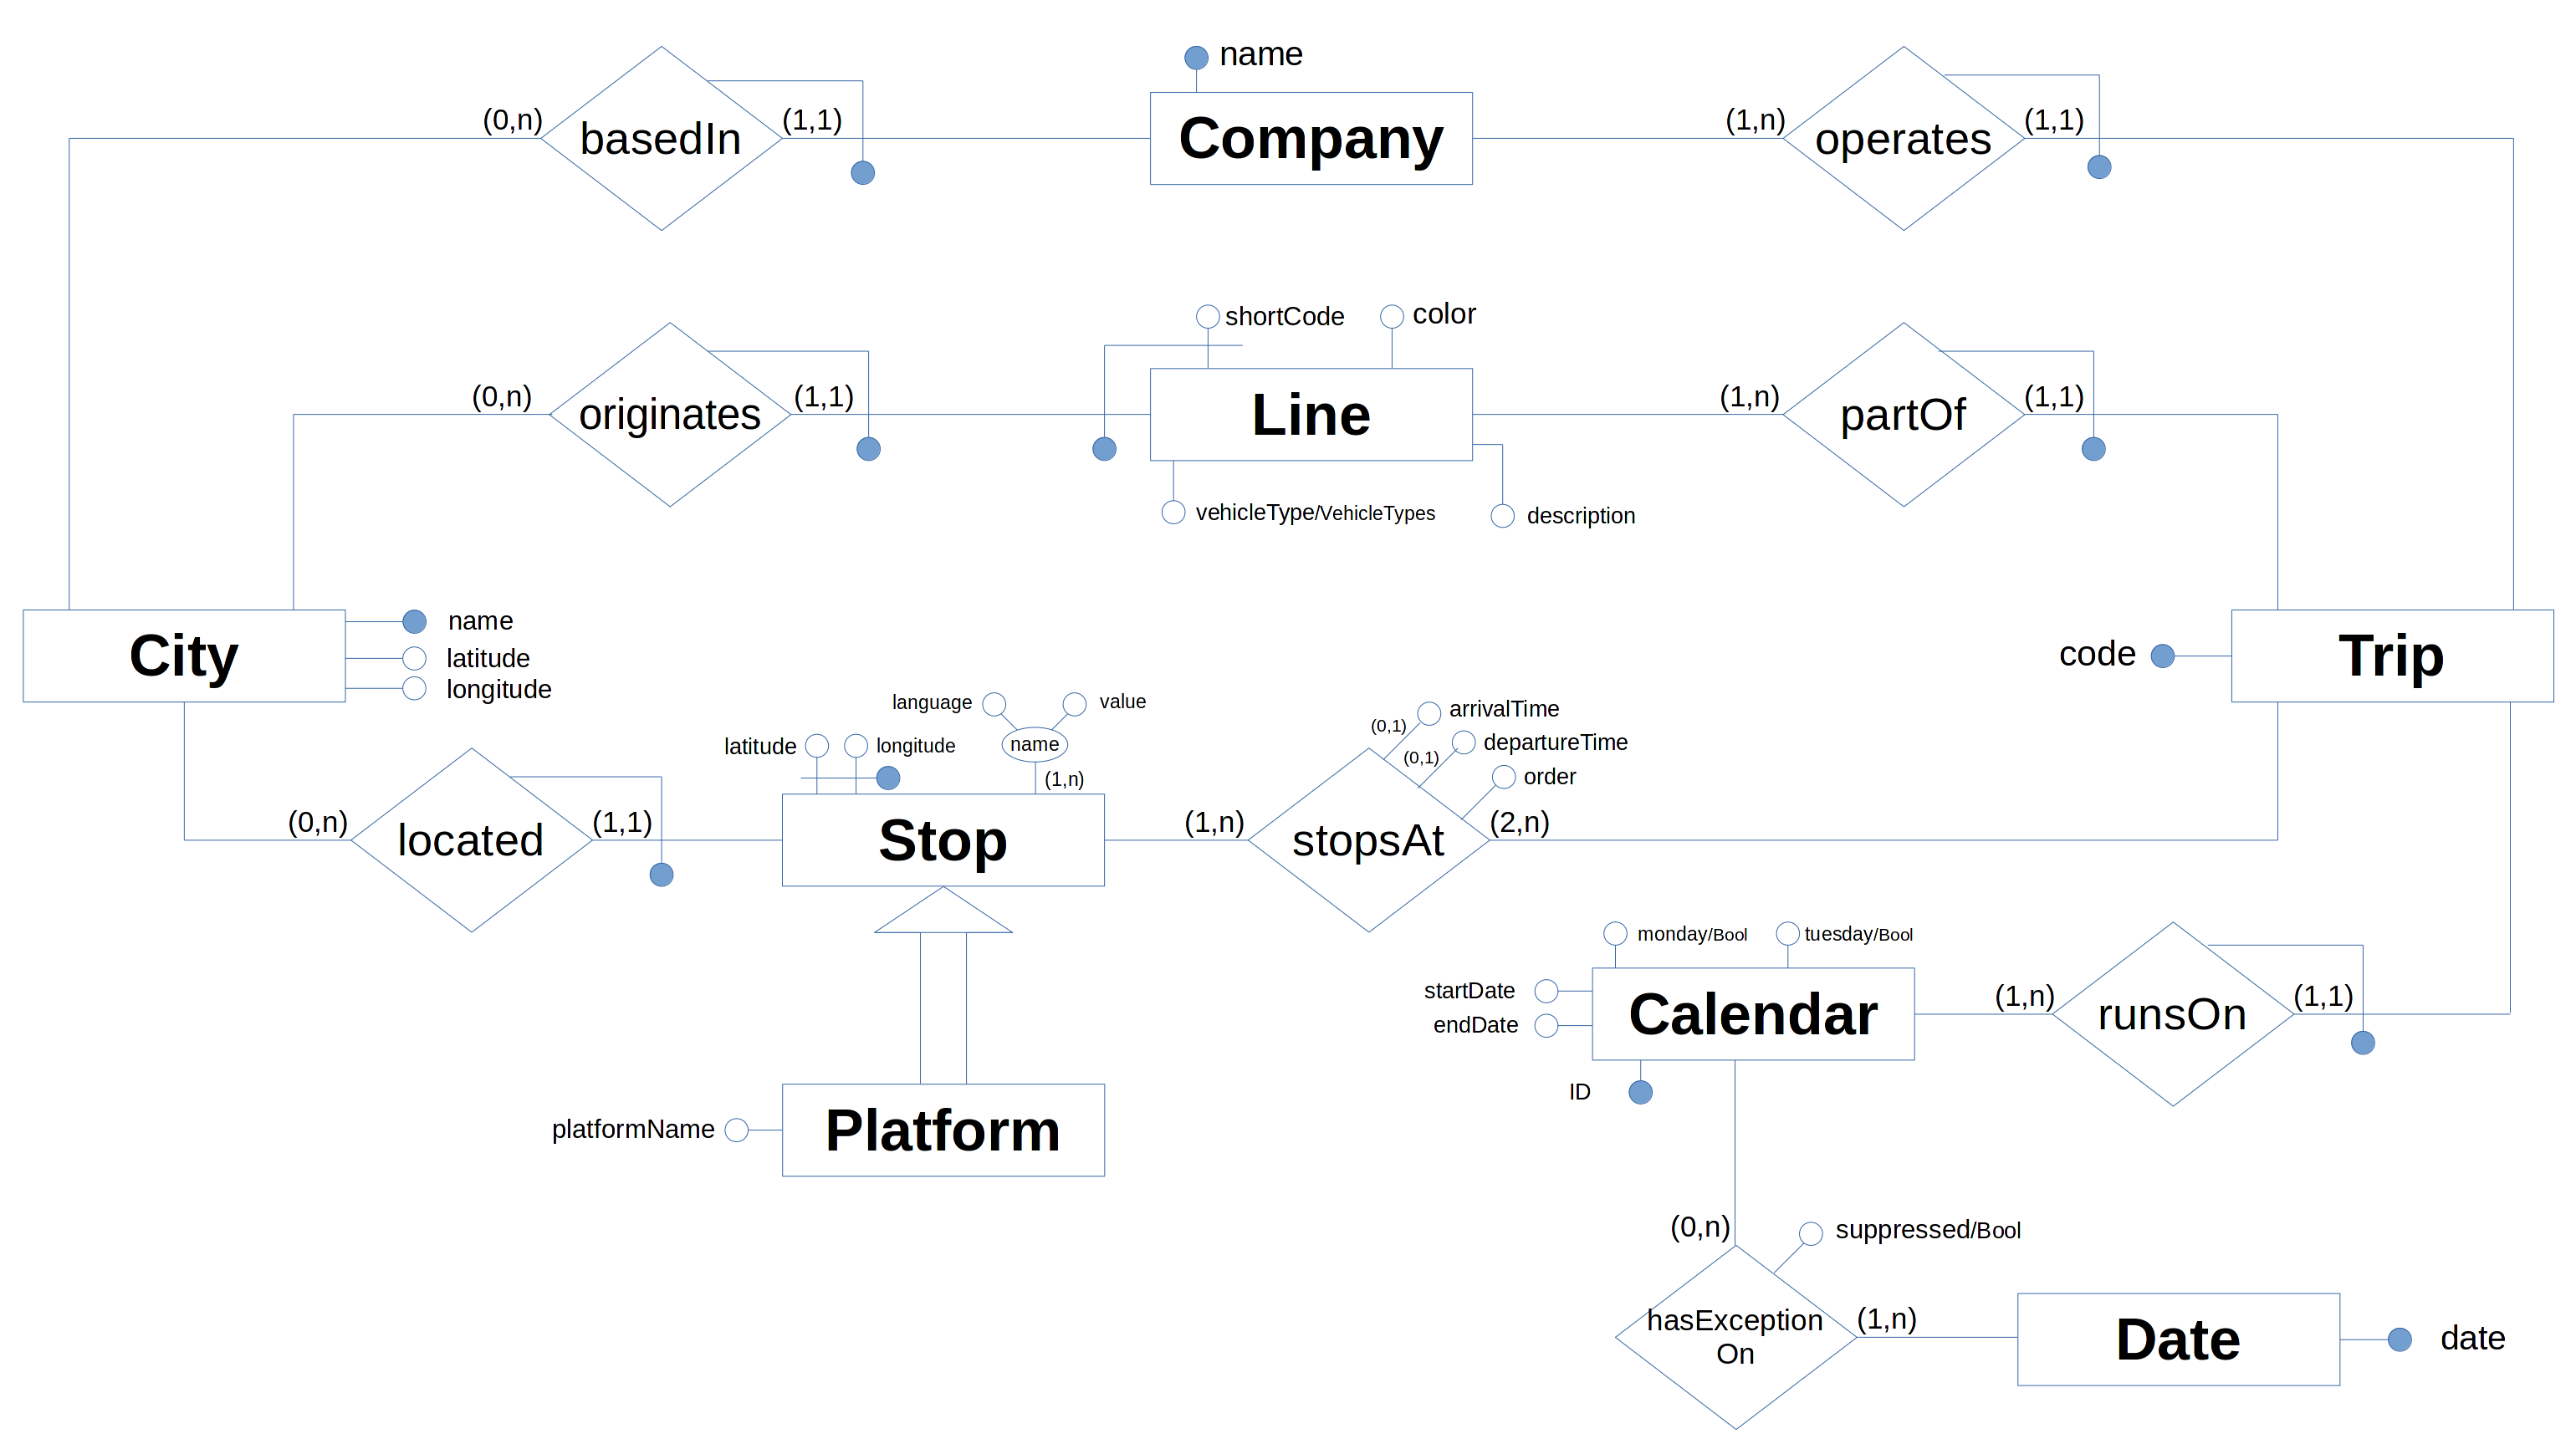 name
(0,n)
basedIn
(1,1)
Company
(1,n)
operates
(1,1)
shortCode
color
(0,n)
originates
(1,1)
Line
(1,n)
partOf
(1,1)
vehicleType/VehicleTypes
description
City
name
latitude
longitude
code
Trip
language
value
name
(1,n)
latitude
longitude
(0,1)
arrivalTime
(0,1)
departureTime
order
(0,n)
located
(1,1)
Stop
(1,n)
stopsAt
(2,n)
monday/Bool
tuesday/Bool
startDate
endDate
Calendar
(1,n)
runsOn
(1,1)
ID
platformName
Platform
(0,n)
suppressed/Bool
hasException
On
(1,n)
Date
date